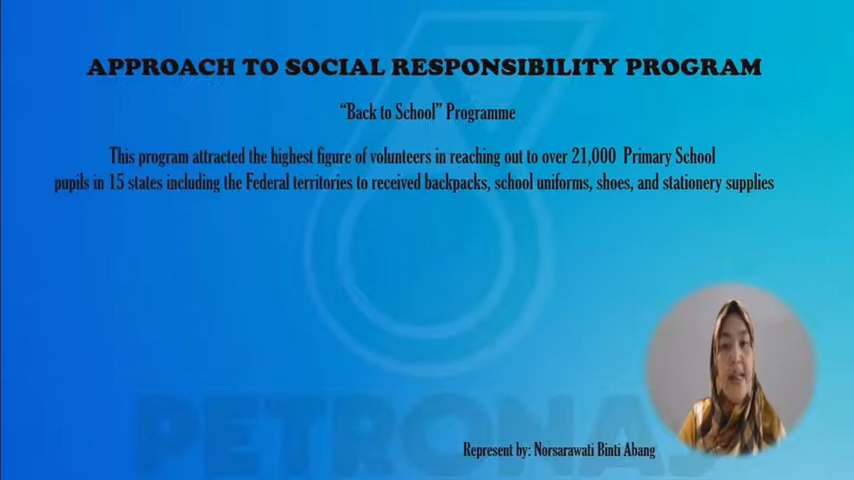 APPROACH TO SOCIAL RESPONSIBILITY PROGRAM
“Back to School” Programme
This program attracted the highest figure of volunteers in reaching out to over 21,000 Primary School
pupils in 15 states including the Federal territories to received backpacks, school uniforms, shoes, and stationery supplies
PETRONAS
Represent by: Norsarawati Binti Abang